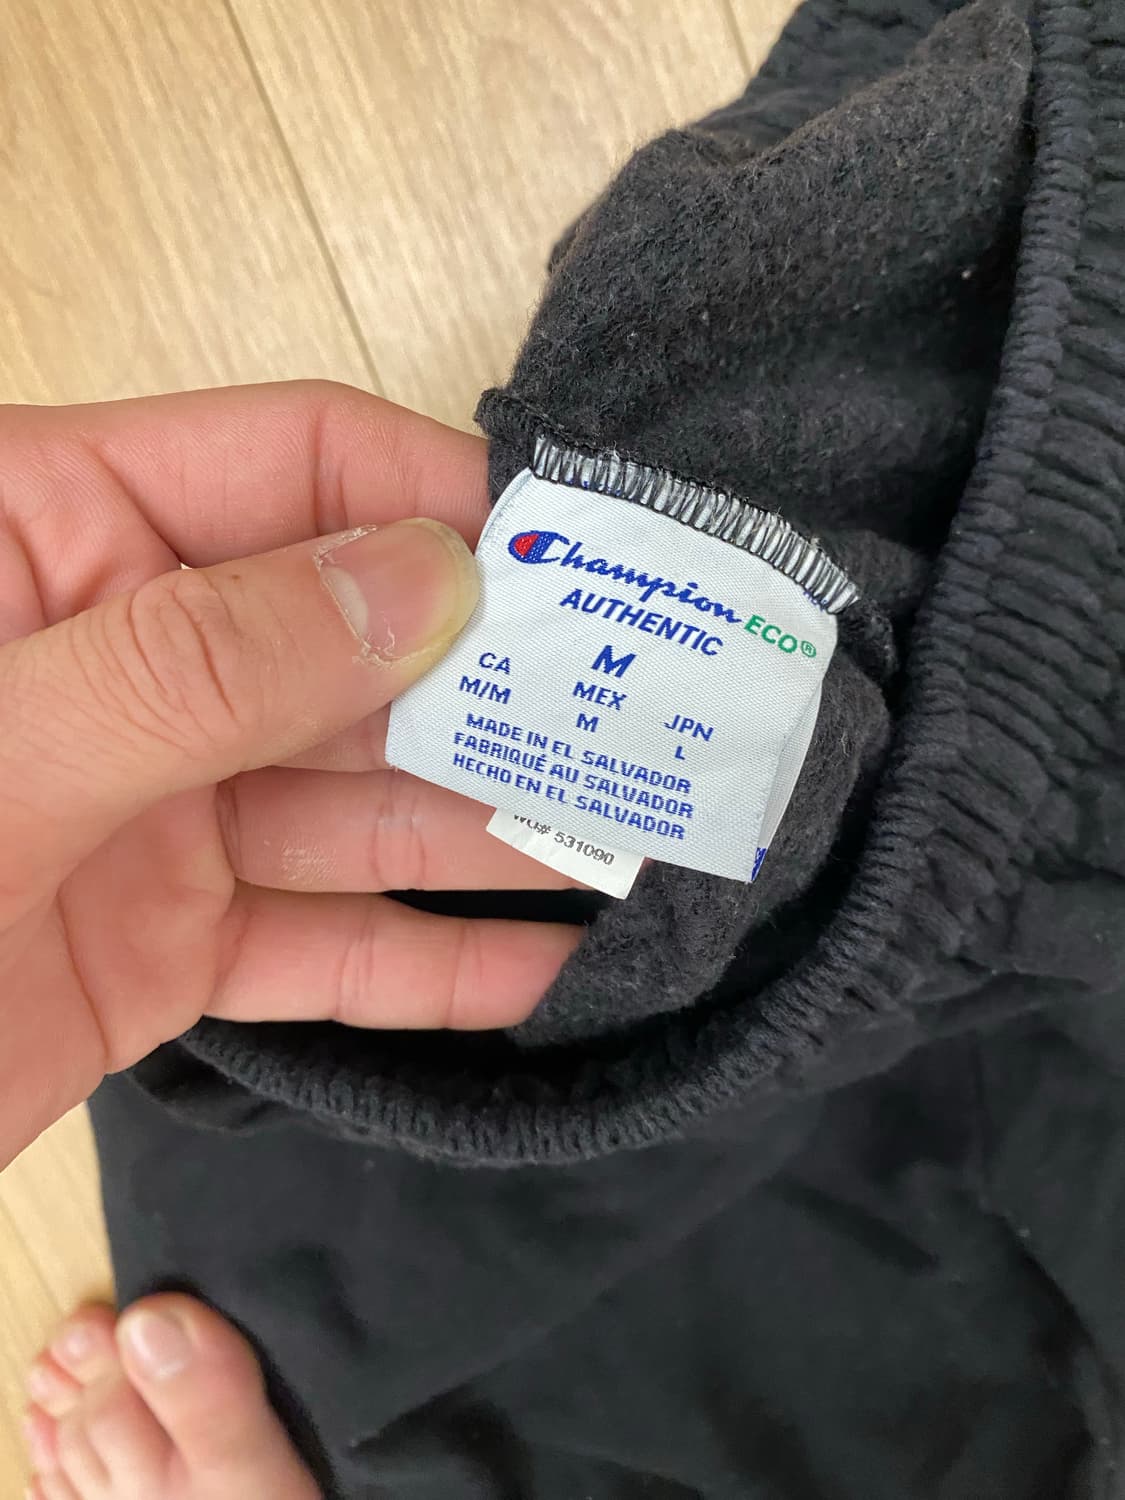 Champion ECO®
AUTHENTIC
M
CA MEX JPN
M/M M L
MADE IN EL SALVADOR
FABRIQUÉ AU SALVADOR
HECHO EN EL SALVADOR
WO# 531090